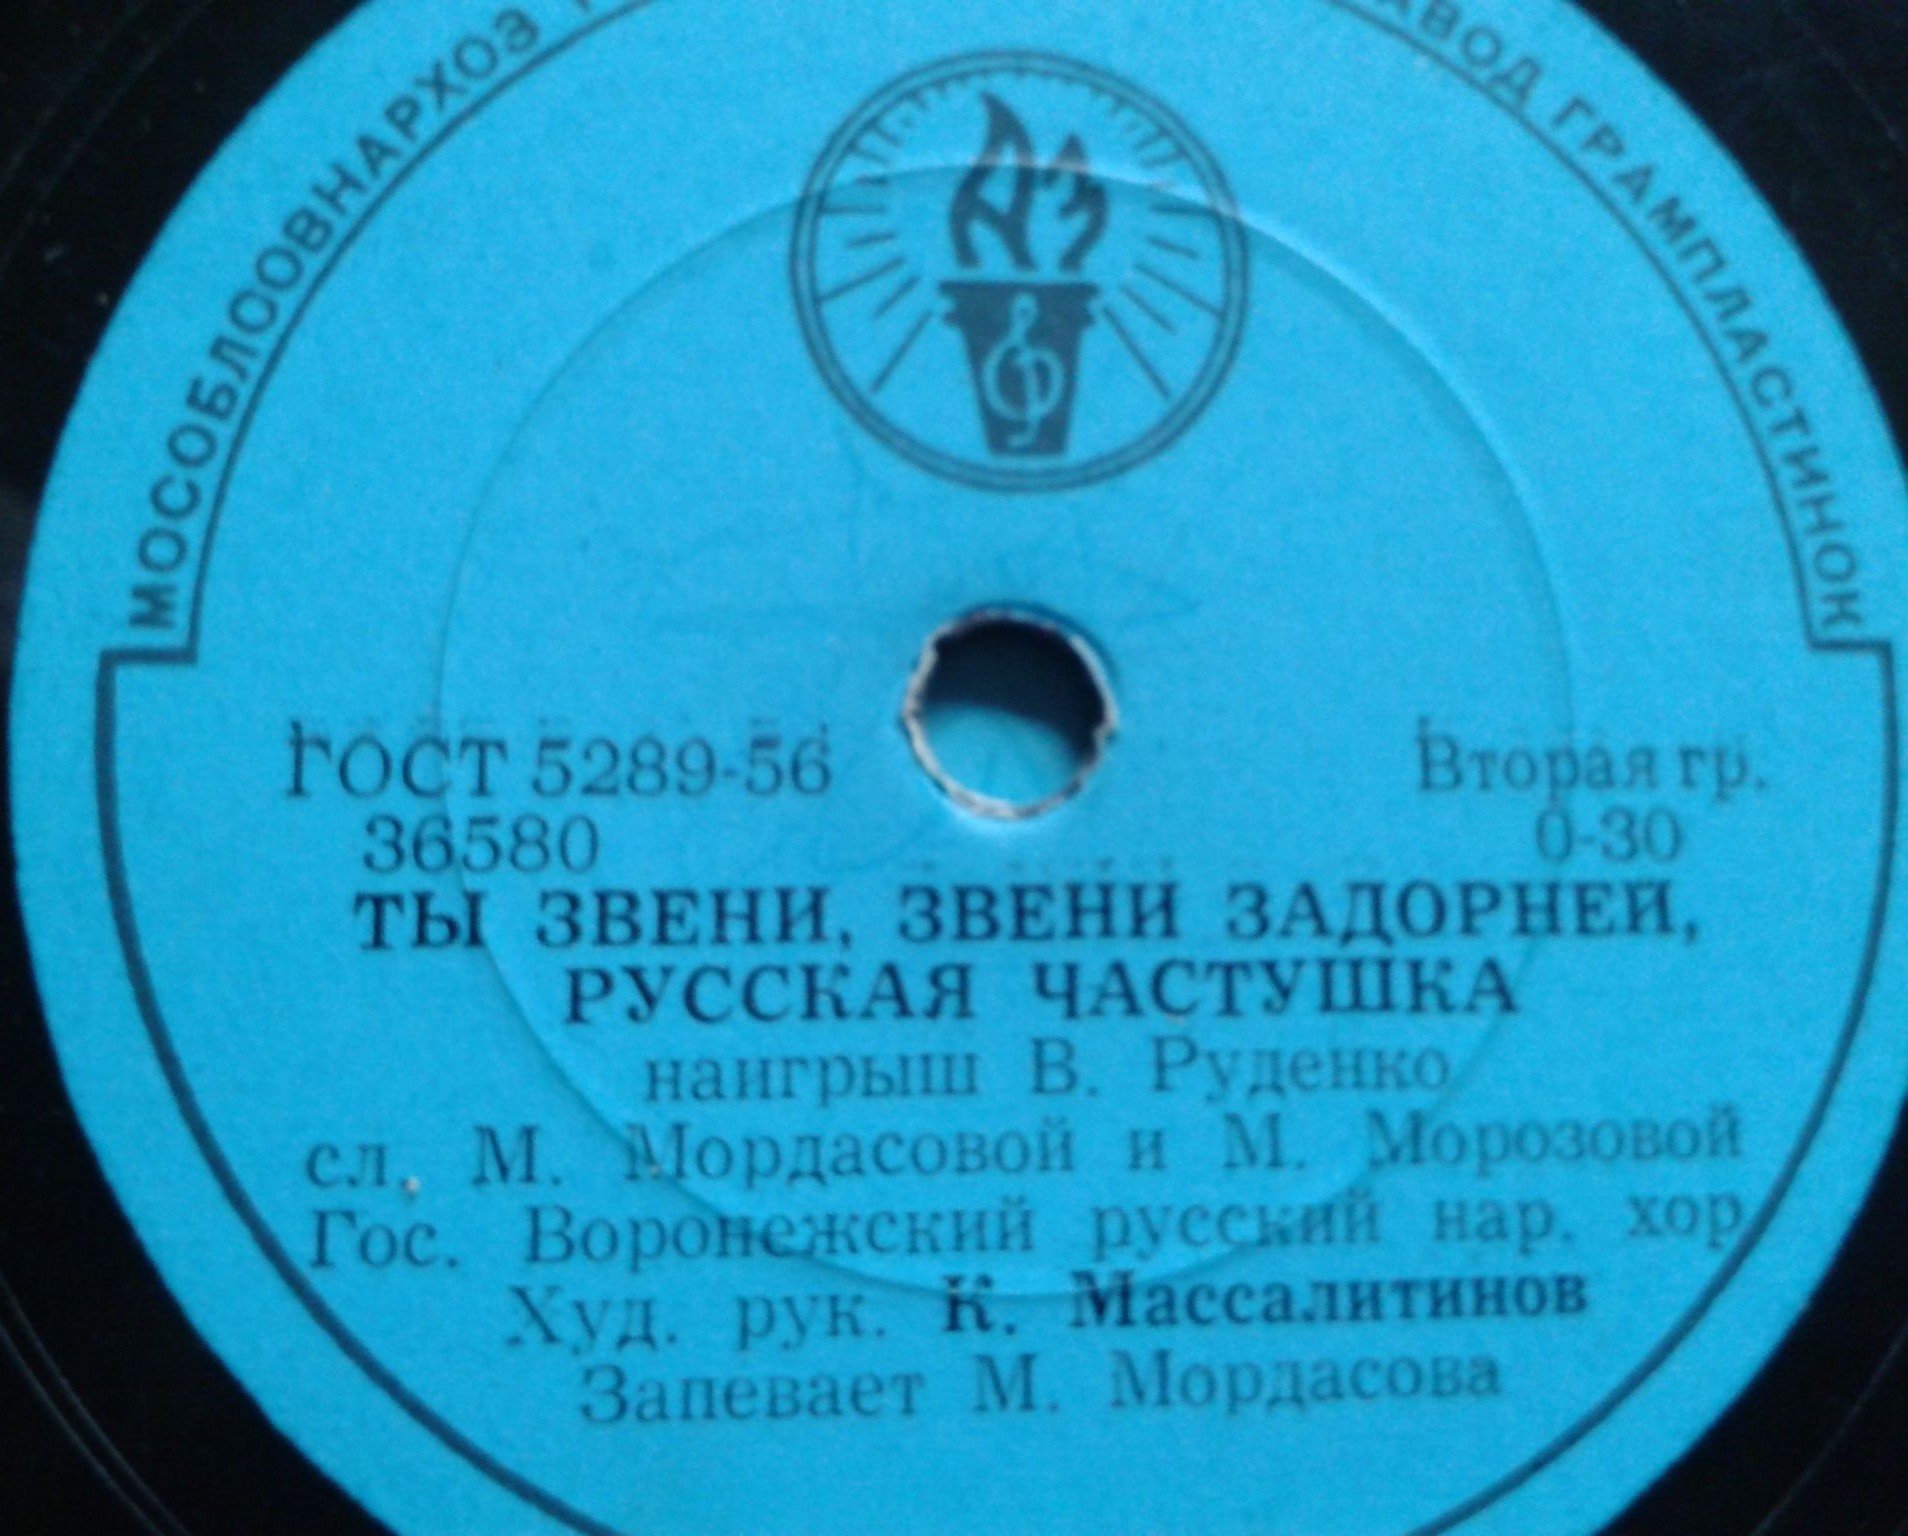 МОСОБЛСОВНАРХОЗ
ЗАВОД ГРАМПЛАСТИНОК
ГОСТ 5289-56
Вторая гр.
36580
0-30
ТЫ ЗВЕНИ, ЗВЕНИ ЗАДОРНЕЙ,
РУССКАЯ ЧАСТУШКА
наигрыш В. Руденко
сл. М. Мордасовой и М. Морозовой
Гос. Воронежский русский нар. хор
Худ. рук. К. Массалитинов
Запевает М. Мордасова